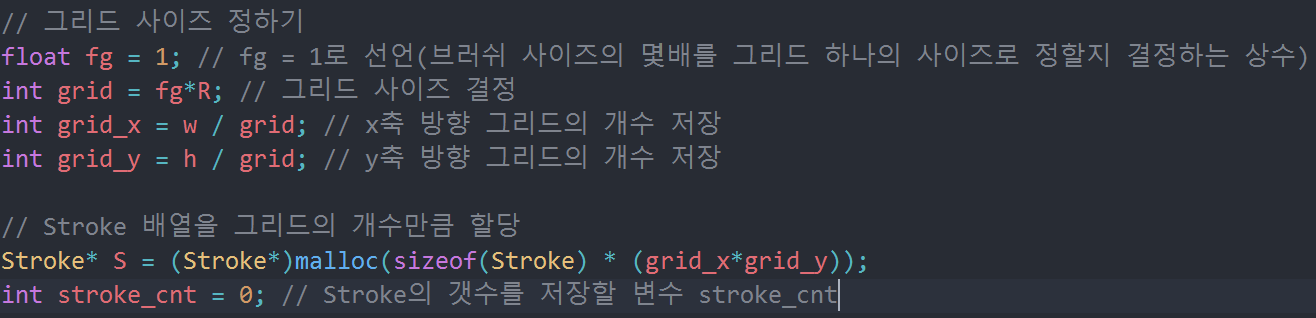 // 그리드 사이즈 정하기
float fg = 1; // fg = 1로 선언(브러쉬 사이즈의 몇배를 그리드 하나의 사이즈로 정할지 결정하는 상수)
int grid = fg*R; // 그리드 사이즈 결정
int grid_x = w / grid; // x축 방향 그리드의 개수 저장
int grid_y = h / grid; // y축 방향 그리드의 개수 저장
// Stroke 배열을 그리드의 개수만큼 할당
Stroke* S = (Stroke*)malloc(sizeof(Stroke) * (grid_x*grid_y));
int stroke_cnt = 0; // Stroke의 갯수를 저장할 변수 stroke_cnt